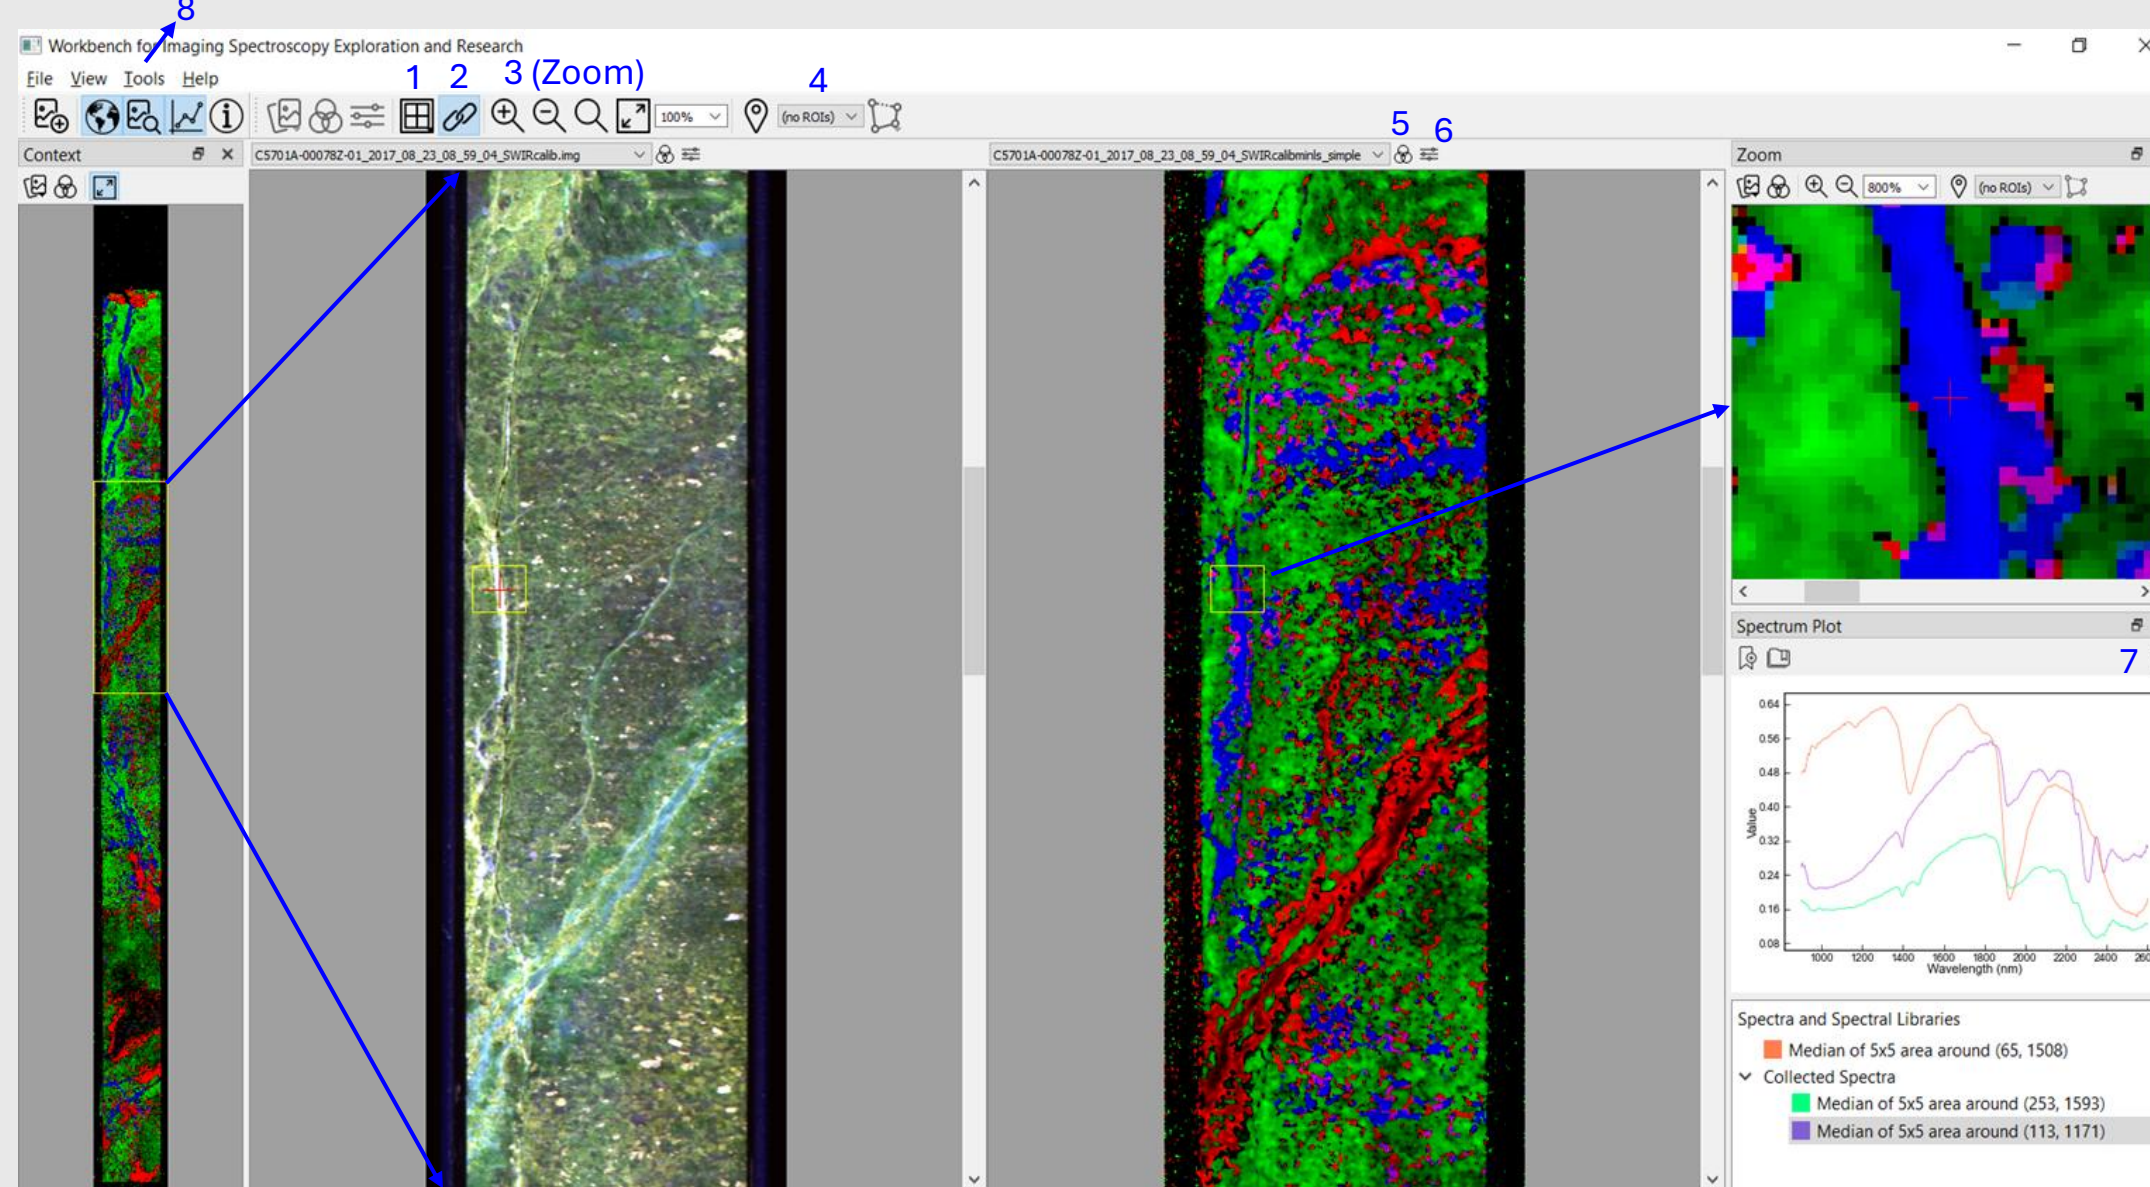 8
Workbench for Imaging Spectroscopy Exploration and Research
File View Tools Help
1 2 3 (Zoom) 4
100% (no ROIs)
5 6
Context
C5701A-00078Z-01_2017_08_23_08_59_04_SWIRcalib.img
C5701A-00078Z-01_2017_08_23_08_59_04_SWIRcalibminls_simple
Zoom
800% (no ROIs)
Spectrum Plot
7
0.64
0.56
0.48
0.40
0.32
0.24
0.16
0.08
Value
1000 1200 1400 1600 1800 2000 2200 2400
Wavelength (nm)
Spectra and Spectral Libraries
Median of 5x5 area around (65, 1508)
Collected Spectra
Median of 5x5 area around (253, 1593)
Median of 5x5 area around (113, 1171)